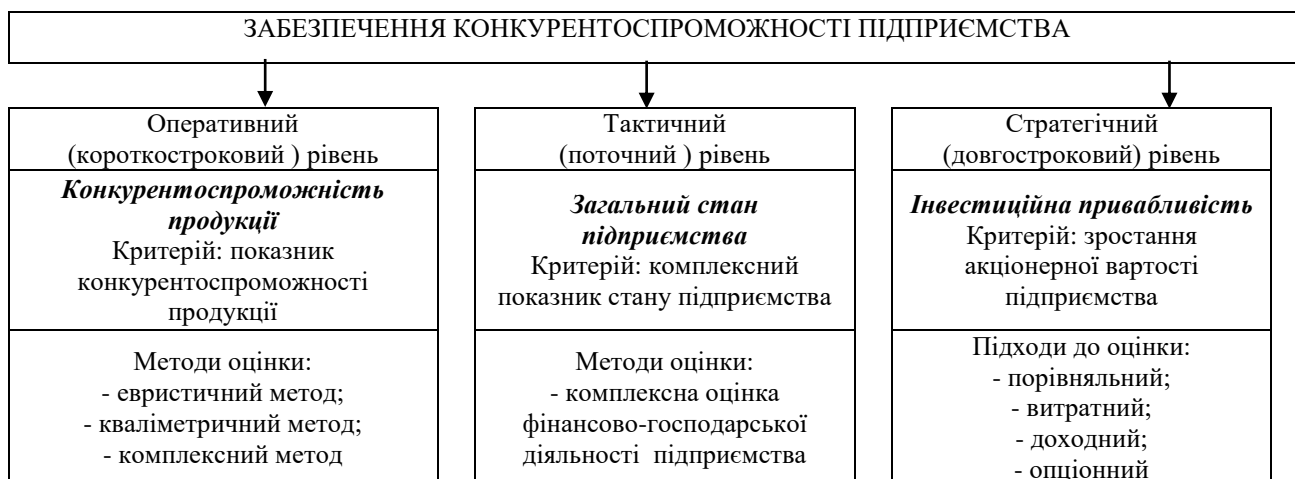 ЗАБЕЗПЕЧЕННЯ КОНКУРЕНТОСПРОМОЖНОСТІ ПІДПРИЄМСТВА
Оперативний
(короткостроковий ) рівень
Конкурентоспроможність
продукції
Критерій: показник
конкурентоспроможності
продукції
Методи оцінки:
- евристичний метод;
- кваліметричний метод;
- комплексний метод
Тактичний
(поточний ) рівень
Загальний стан
підприємства
Критерій: комплексний
показник стану підприємства
Методи оцінки:
- комплексна оцінка
фінансово-господарської
діяльності підприємства
Стратегічний
(довгостроковий) рівень
Інвестиційна привабливість
Критерій: зростання
акціонерної вартості
підприємства
Підходи до оцінки:
- порівняльний;
- витратний;
- доходний;
- опціонний